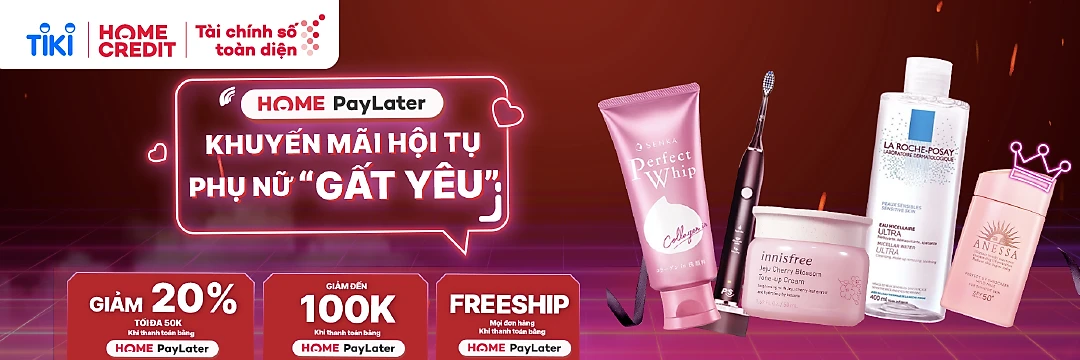 TIKI
HOME
CREDIT
Tài chính số
toàn diện
HOME PayLater
KHUYẾN MÃI HỘI TỤ
PHỤ NỮ “GẤT YÊU”
GIẢM 20%
TỐI ĐA 50K
Khi thanh toán bằng
HOME PayLater
GIẢM ĐẾN
100K
Khi thanh toán bằng
HOME PayLater
FREESHIP
Mọi đơn hàng
Khi thanh toán bằng
HOME PayLater
SENKA
Perfect
Whip
Collagen in
innisfree
Jeju Cherry Blossom
Tone-up Cream
LA ROCHE-POSAY
LABORATOIRE DERMATOLOGIQUE
PEAUX SENSIBLES
SENSITIVE SKIN
EAU MICELLAIRE
ULTRA
MICELLAR WATER
ULTRA
400 ml
ANESSA
SPF50+